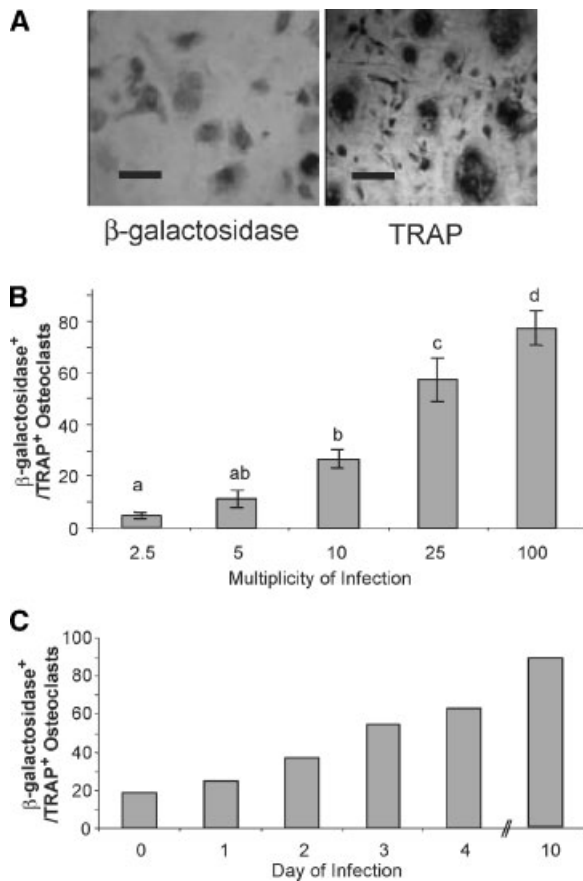 A
β-galactosidase
TRAP
B
β-galactosidase⁺
/TRAP⁺ Osteoclasts
80
60
40
20
0
a
ab
b
c
d
2.5
5
10
25
100
Multiplicity of Infection
C
β-galactosidase⁺
/TRAP⁺ Osteoclasts
100
80
60
40
20
0
0
1
2
3
4
10
Day of Infection